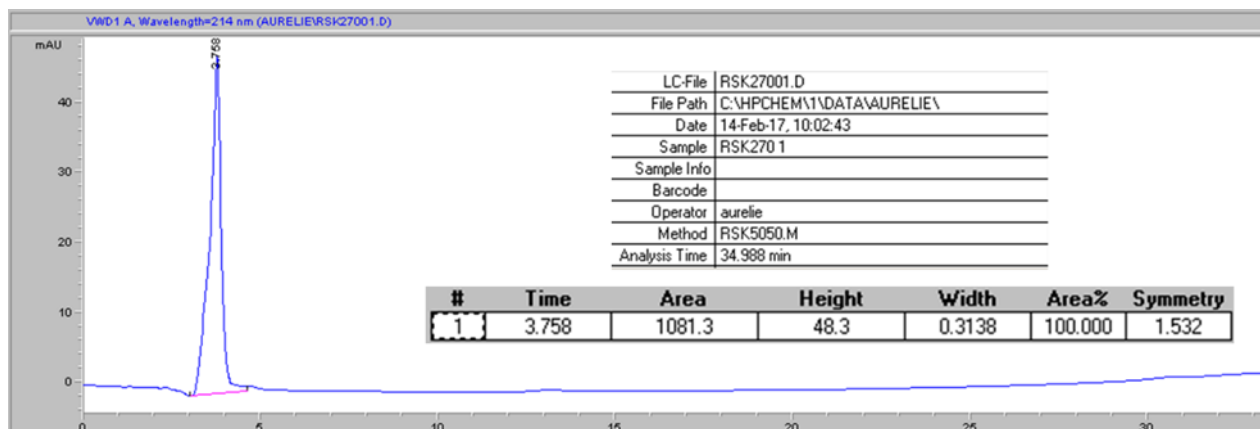 VWD1 A, Wavelength=214 nm (AURELIE\RSK27001.D)
mAU
3.758
40
30
20
10
0
LC-File RSK27001.D
File Path C:\HPCHEM\1\DATA\AURELIE\
Date 14-Feb-17, 10:02:43
Sample RSK270 1
Sample Info
Barcode
Operator aurelie
Method RSK5050.M
Analysis Time 34.988 min
# Time Area Height Width Area% Symmetry
1 3.758 1081.3 48.3 0.3138 100.000 1.532
0 5 10 15 20 25 30